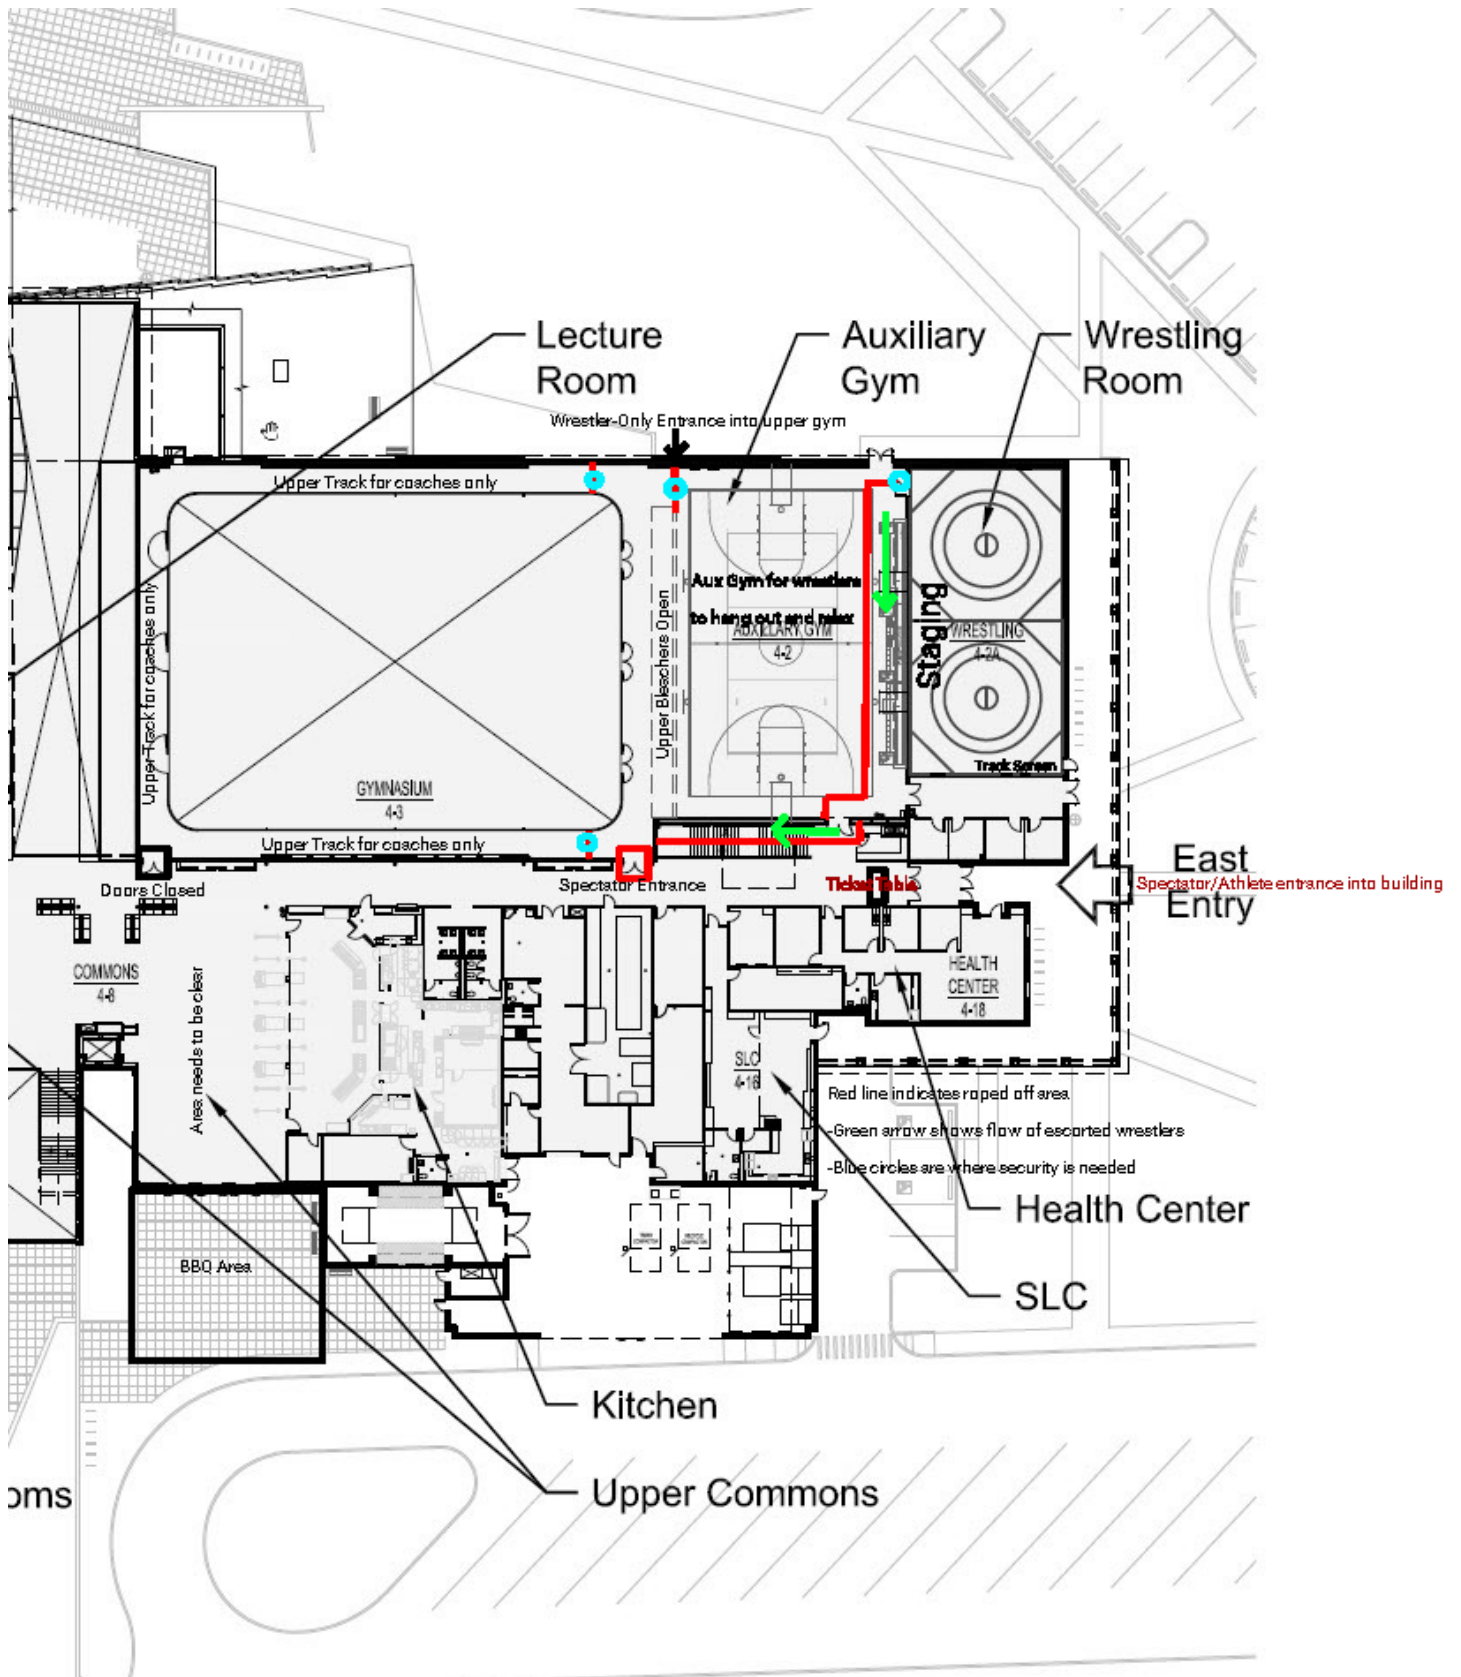 Lecture
Room
Auxiliary
Gym
Wrestling
Room
Wrestler-Only Entrance into upper gym
Upper Track for coaches only
Upper Track for coaches only
Upper Bleachers Open
Aux Gym for wrestlers
to hang out and relax
AUXILLARY GYM
4-2
Staging
WRESTLING
4-2A
Track Screen
GYMNASIUM
4-3
Upper Track for coaches only
Doors Closed
Spectator Entrance
Ticket Table
East
Entry
Spectator/Athlete entrance into building
COMMONS
4-8
Area needs to be clear
HEALTH
CENTER
4-18
SLC
4-16
Red line indicates roped off area
-Green arrow shows flow of escorted wrestlers
-Blue circles are where security is needed
Health Center
BBQ Area
SLC
Kitchen
Upper Commons
oms